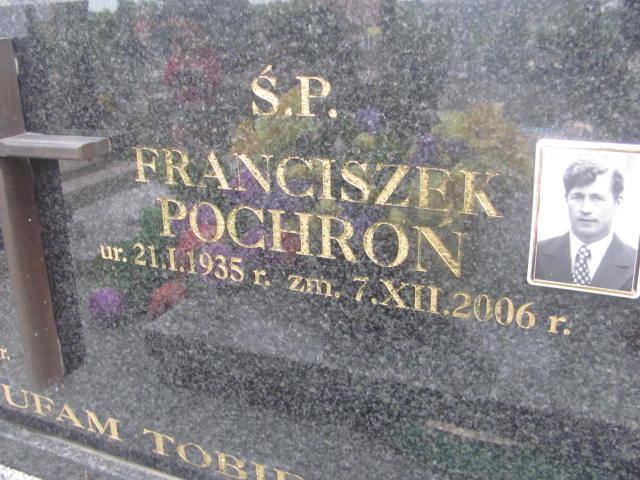 Ś.P.
FRANCISZEK
POCHROŃ
ur. 21.I.1935 r. zm. 7.XII.2006 r.
r.
UFAM TOBIE